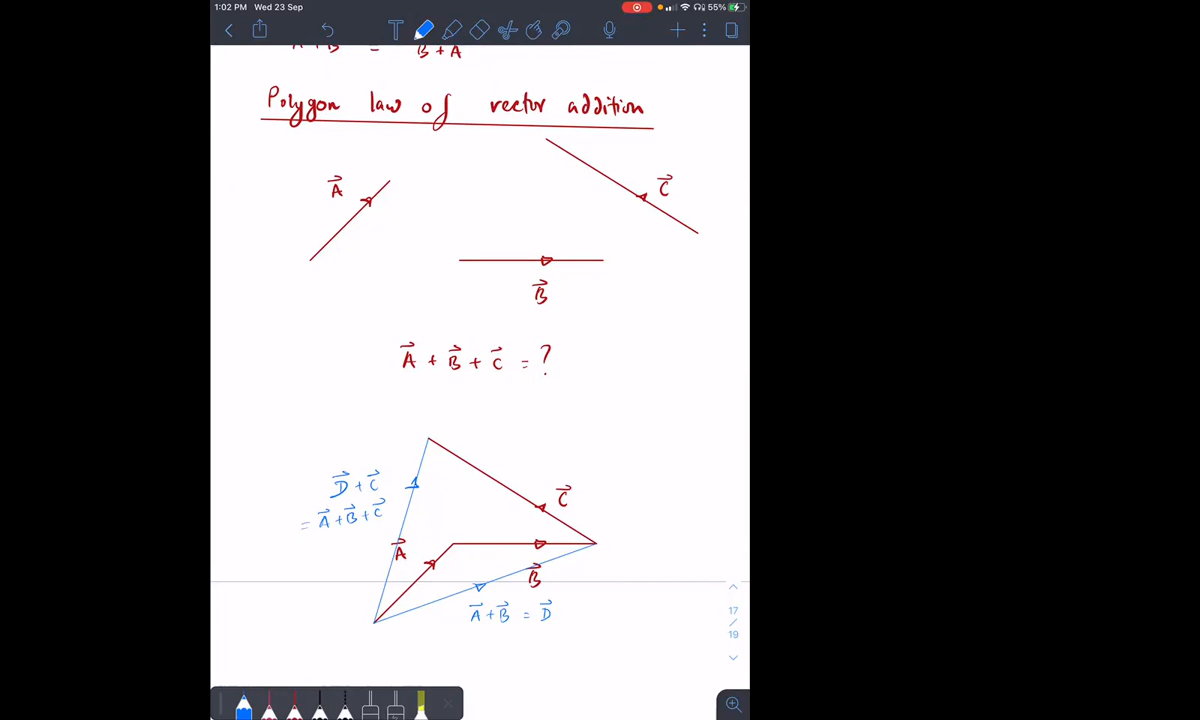 1:02 PM Wed 23 Sep
55%
T
A + B = B + A
Polygon law of vector addition
A⃗
C⃗
B⃗
A⃗ + B⃗ + C⃗ = ?
D⃗ + C⃗
= A⃗ + B⃗ + C⃗
C⃗
A⃗
B⃗
A⃗ + B⃗ = D⃗
17
/
19